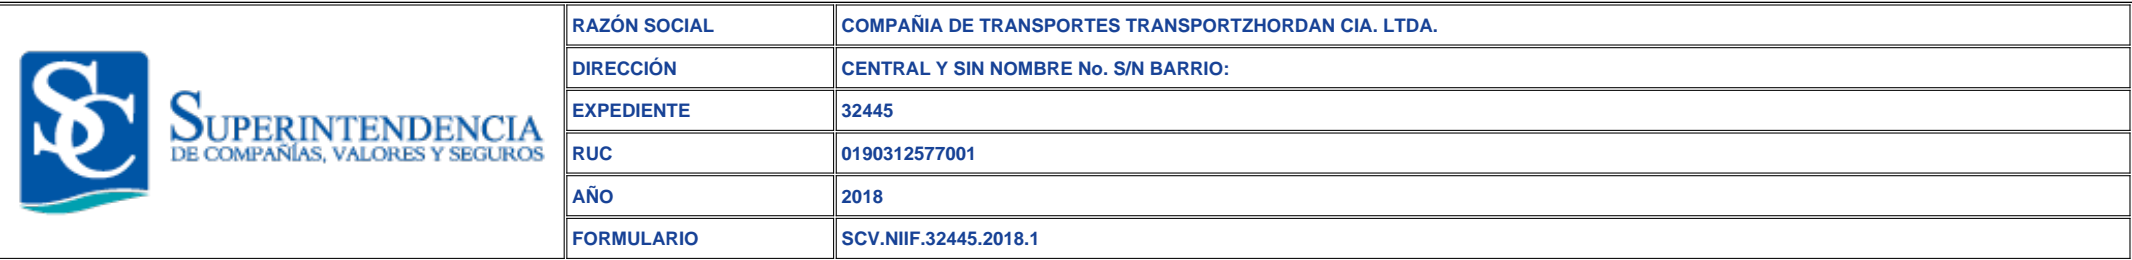 SC
SUPERINTENDENCIA
DE COMPAÑÍAS, VALORES Y SEGUROS
RAZÓN SOCIAL COMPAÑIA DE TRANSPORTES TRANSPORTZHORDAN CIA. LTDA.
DIRECCIÓN CENTRAL Y SIN NOMBRE No. S/N BARRIO:
EXPEDIENTE 32445
RUC 0190312577001
AÑO 2018
FORMULARIO SCV.NIIF.32445.2018.1